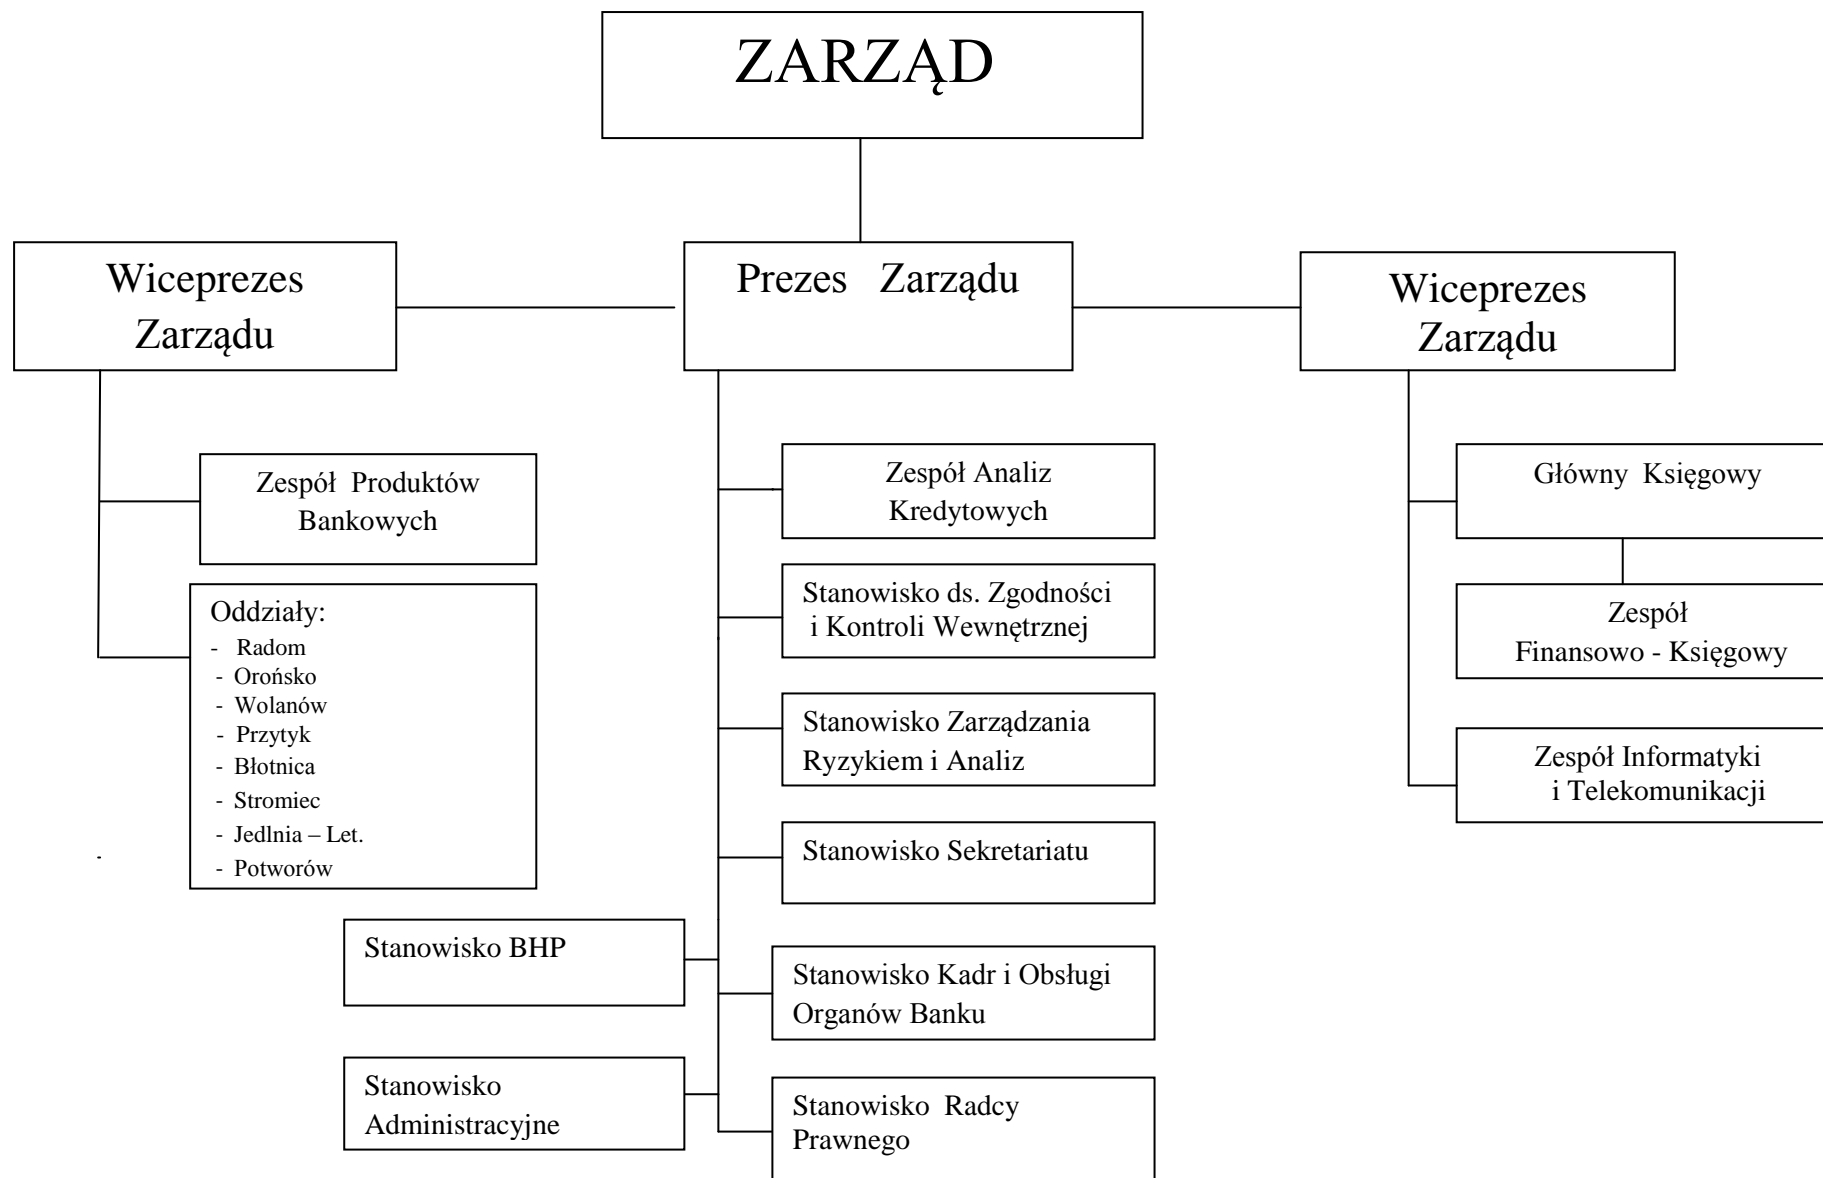 ZARZĄD
Wiceprezes
Zarządu
Prezes Zarządu
Wiceprezes
Zarządu
Zespół Produktów
Bankowych
Oddziały:
- Radom
- Orońsko
- Wolanów
- Przytyk
- Błotnica
- Stromiec
- Jedlnia – Let.
- Potworów
Zespół Analiz
Kredytowych
Stanowisko ds. Zgodności
i Kontroli Wewnętrznej
Stanowisko Zarządzania
Ryzykiem i Analiz
Stanowisko Sekretariatu
Stanowisko BHP
Stanowisko Kadr i Obsługi
Organów Banku
Stanowisko
Administracyjne
Stanowisko Radcy
Prawnego
Główny Księgowy
Zespół
Finansowo - Księgowy
Zespół Informatyki
i Telekomunikacji